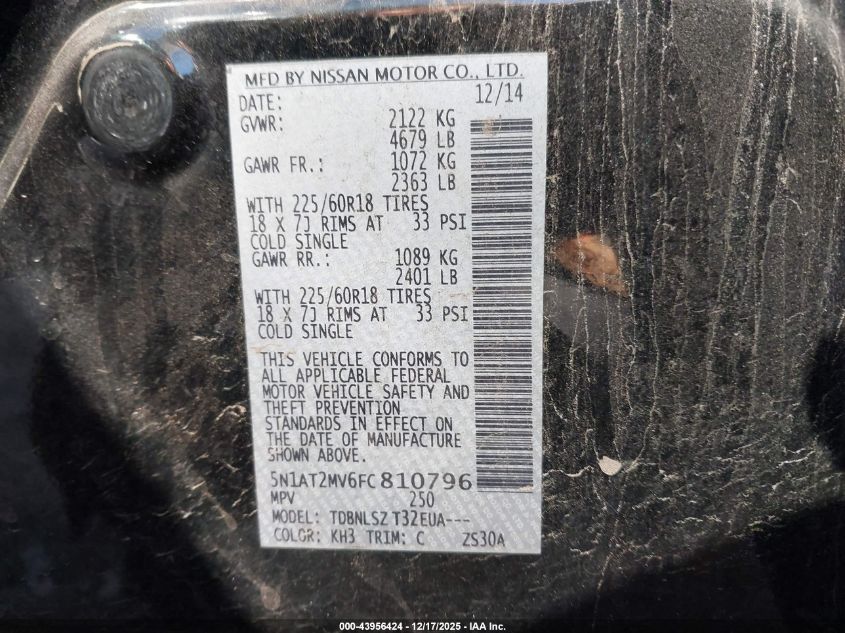 MFD BY NISSAN MOTOR CO., LTD.
DATE: 12/14
GVWR: 2122 KG
4679 LB
GAWR FR.: 1072 KG
2363 LB
WITH 225/60R18 TIRES
18 X 7J RIMS AT 33 PSI
COLD SINGLE
GAWR RR.: 1089 KG
2401 LB
WITH 225/60R18 TIRES
18 X 7J RIMS AT 33 PSI
COLD SINGLE
THIS VEHICLE CONFORMS TO
ALL APPLICABLE FEDERAL
MOTOR VEHICLE SAFETY AND
THEFT PREVENTION
STANDARDS IN EFFECT ON
THE DATE OF MANUFACTURE
SHOWN ABOVE.
5N1AT2MV6FC810796
MPV 250
MODEL: TDBNLSZ T32EUA---
COLOR: KH3 TRIM: C ZS30A
000-43956424 - 12/17/2025 - IAA Inc.